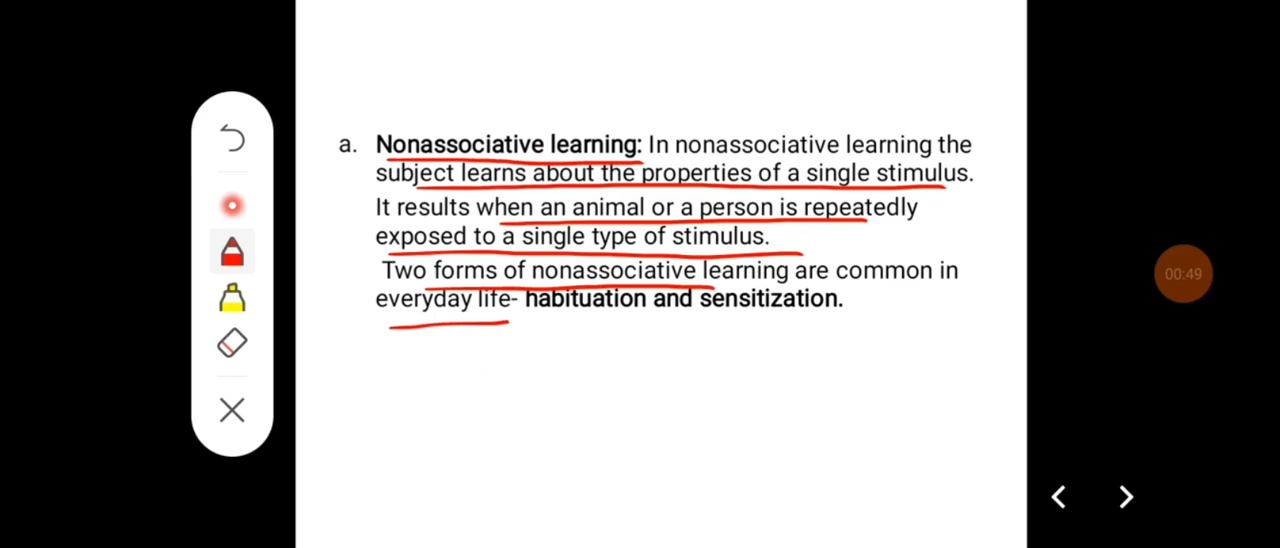 a. Nonassociative learning: In nonassociative learning the
subject learns about the properties of a single stimulus.
It results when an animal or a person is repeatedly
exposed to a single type of stimulus.
Two forms of nonassociative learning are common in
everyday life- habituation and sensitization.
00:49